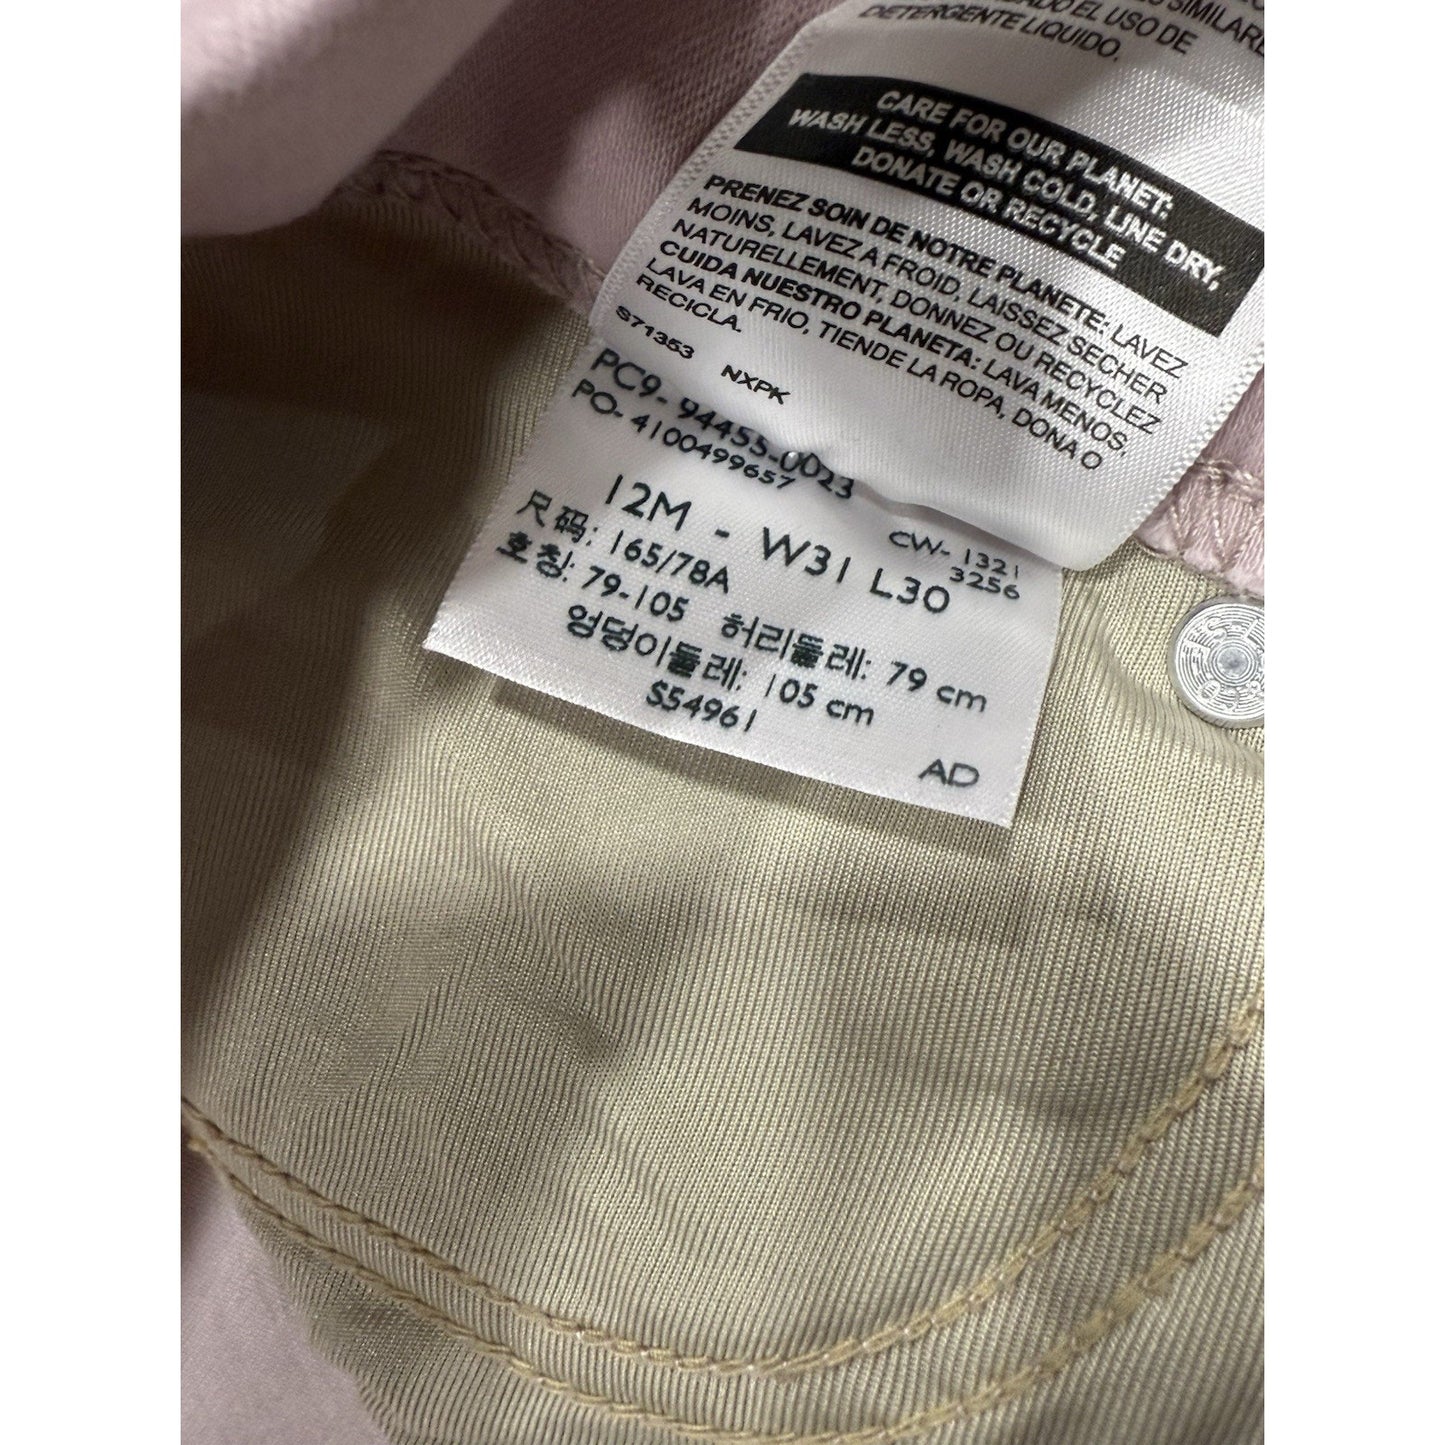 SIMILARE
EL USO DE
DETERGENTE LIQUIDO.
CARE FOR OUR PLANET:
WASH LESS, WASH COLD, LINE DRY,
DONATE OR RECYCLE
PRENEZ SOIN DE NOTRE PLANETE: LAVEZ
MOINS, LAVEZ A FROID, LAISSEZ SECHER
NATURELLEMENT, DONNEZ OU RECYCLEZ
CUIDA NUESTRO PLANETA: LAVA MENOS,
LAVA EN FRIO, TIENDE LA ROPA, DONA O
RECICLA.
S71353 NXPK
PC9-94455-0023
PO-4100499657
CW-1321
3256
12M - W31 L30
尺码: 165/78A
호칭: 79-105 허리둘레: 79 cm
엉덩이둘레: 105 cm
S54961
AD